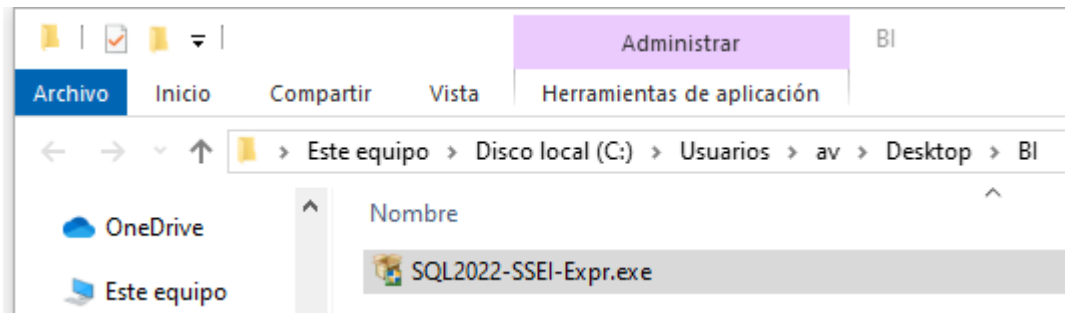 Administrar BI
Archivo Inicio Compartir Vista Herramientas de aplicación
Este equipo > Disco local (C:) > Usuarios > av > Desktop > BI
OneDrive Nombre
SQL2022-SSEI-Expr.exe
Este equipo